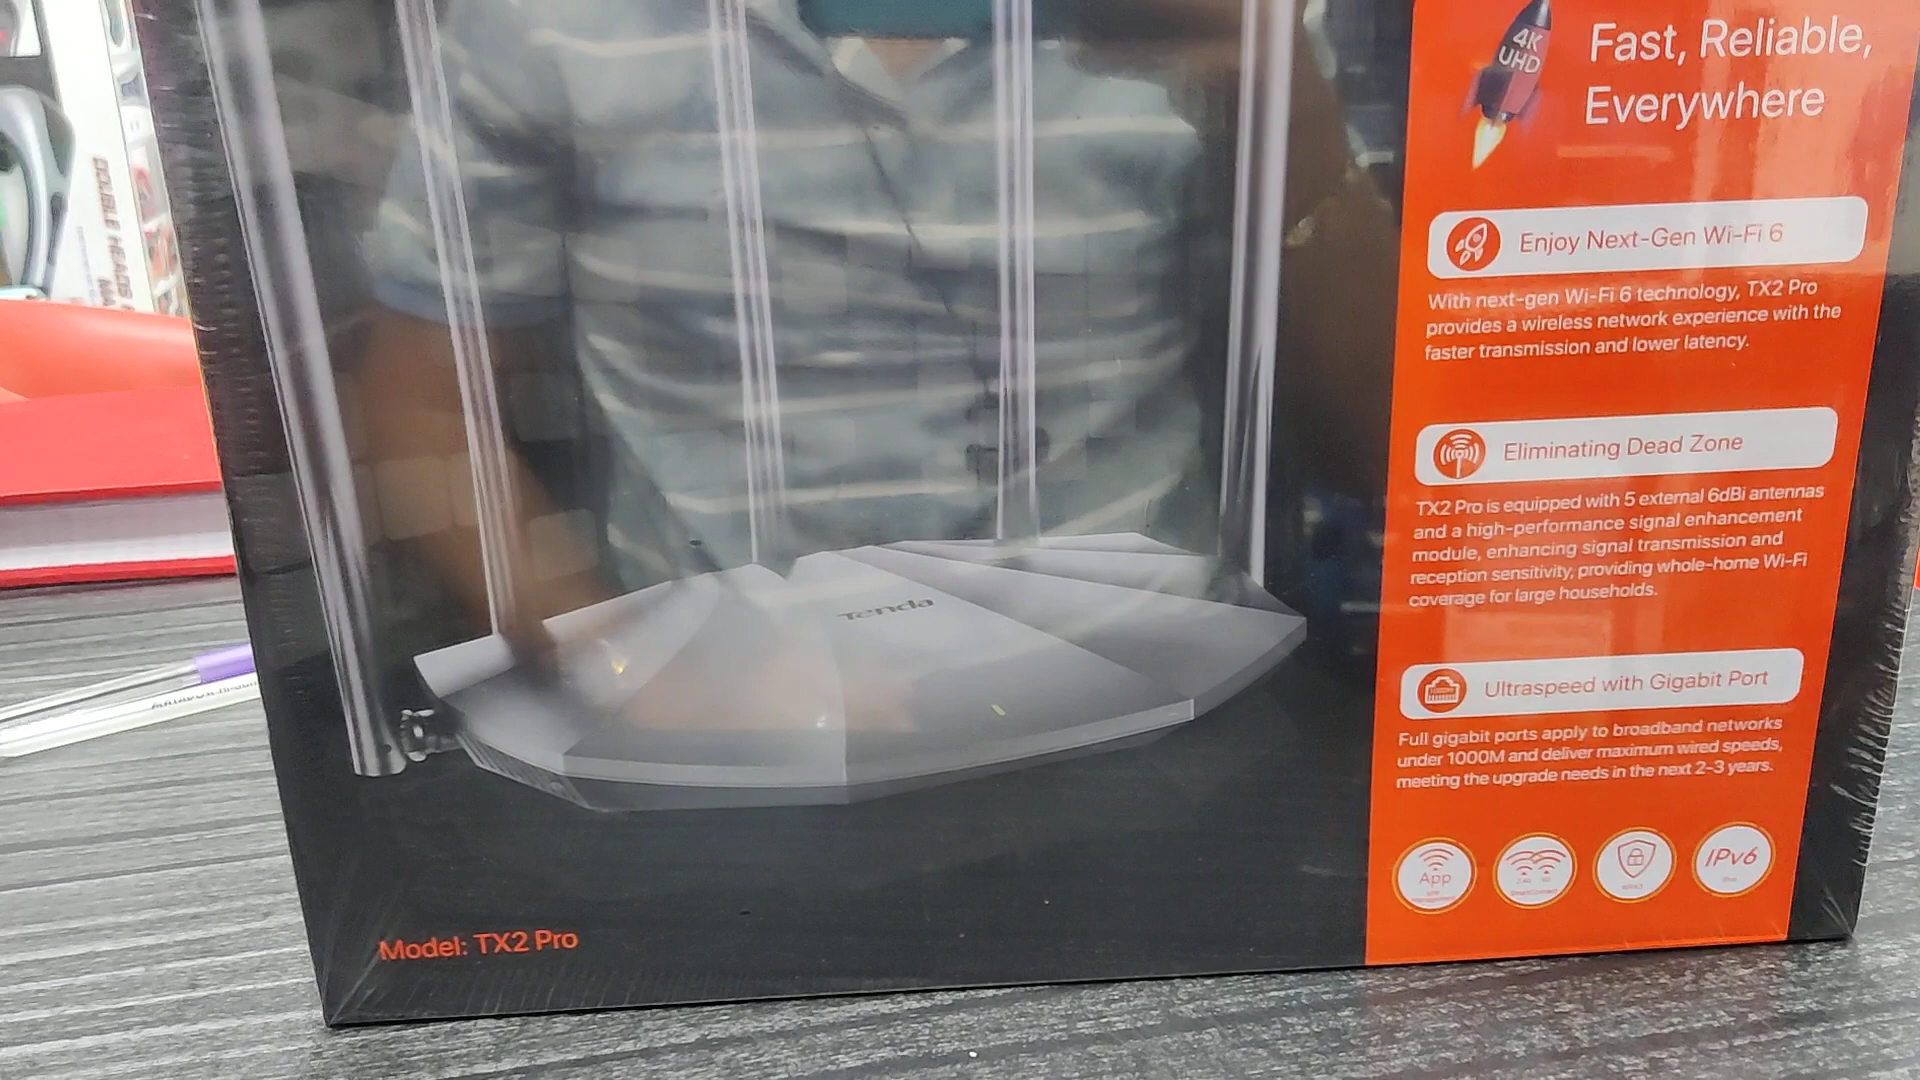 4K
UHD
Fast, Reliable,
Everywhere
Enjoy Next-Gen Wi-Fi 6
With next-gen Wi-Fi 6 technology, TX2 Pro
provides a wireless network experience with the
faster transmission and lower latency.
Eliminating Dead Zone
TX2 Pro is equipped with 5 external 6dBi antennas
and a high-performance signal enhancement
module, enhancing signal transmission and
reception sensitivity, providing whole-home Wi-Fi
coverage for large households.
Ultraspeed with Gigabit Port
Full gigabit ports apply to broadband networks
under 1000M and deliver maximum wired speeds,
meeting the upgrade needs in the next 2-3 years.
App
IPv6
Tenda
Model: TX2 Pro
DOUBLE HEADS